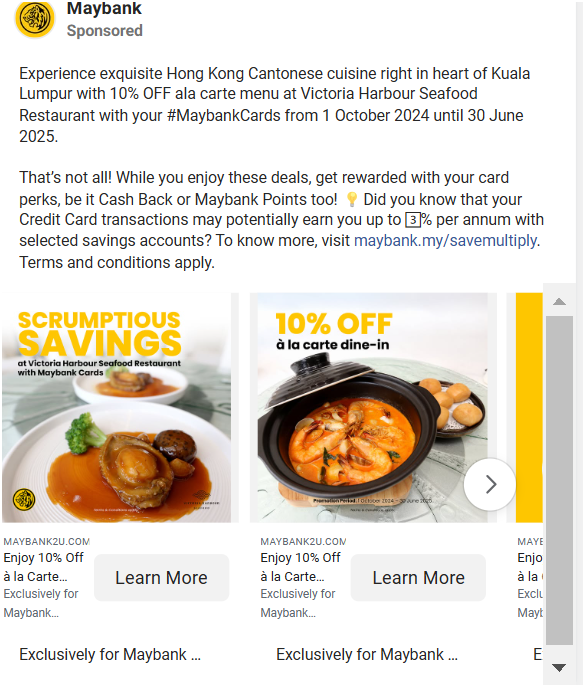 Maybank
Sponsored
Experience exquisite Hong Kong Cantonese cuisine right in heart of Kuala
Lumpur with 10% OFF ala carte menu at Victoria Harbour Seafood
Restaurant with your #MaybankCards from 1 October 2024 until 30 June
2025.
That's not all! While you enjoy these deals, get rewarded with your card
perks, be it Cash Back or Maybank Points too! 💡 Did you know that your
Credit Card transactions may potentially earn you up to 3️⃣% per annum with
selected savings accounts? To know more, visit maybank.my/savemultiply.
Terms and conditions apply.
SCRUMPTIOUS
SAVINGS
at Victoria Harbour Seafood Restaurant
with Maybank Cards
10% OFF
à la carte dine-in
Promotion Period: 1 October 2024 – 30 June 2025
MAYBANK2U.COM
Enjoy 10% Off
à la Carte...
Exclusively for
Maybank...
Learn More
MAYBANK2U.COM
Enjoy 10% Off
à la Carte...
Exclusively for
Maybank...
Learn More
MAYB
Enjo
à la
Excl
Mayb
Exclusively for Maybank ...
Exclusively for Maybank ...
E